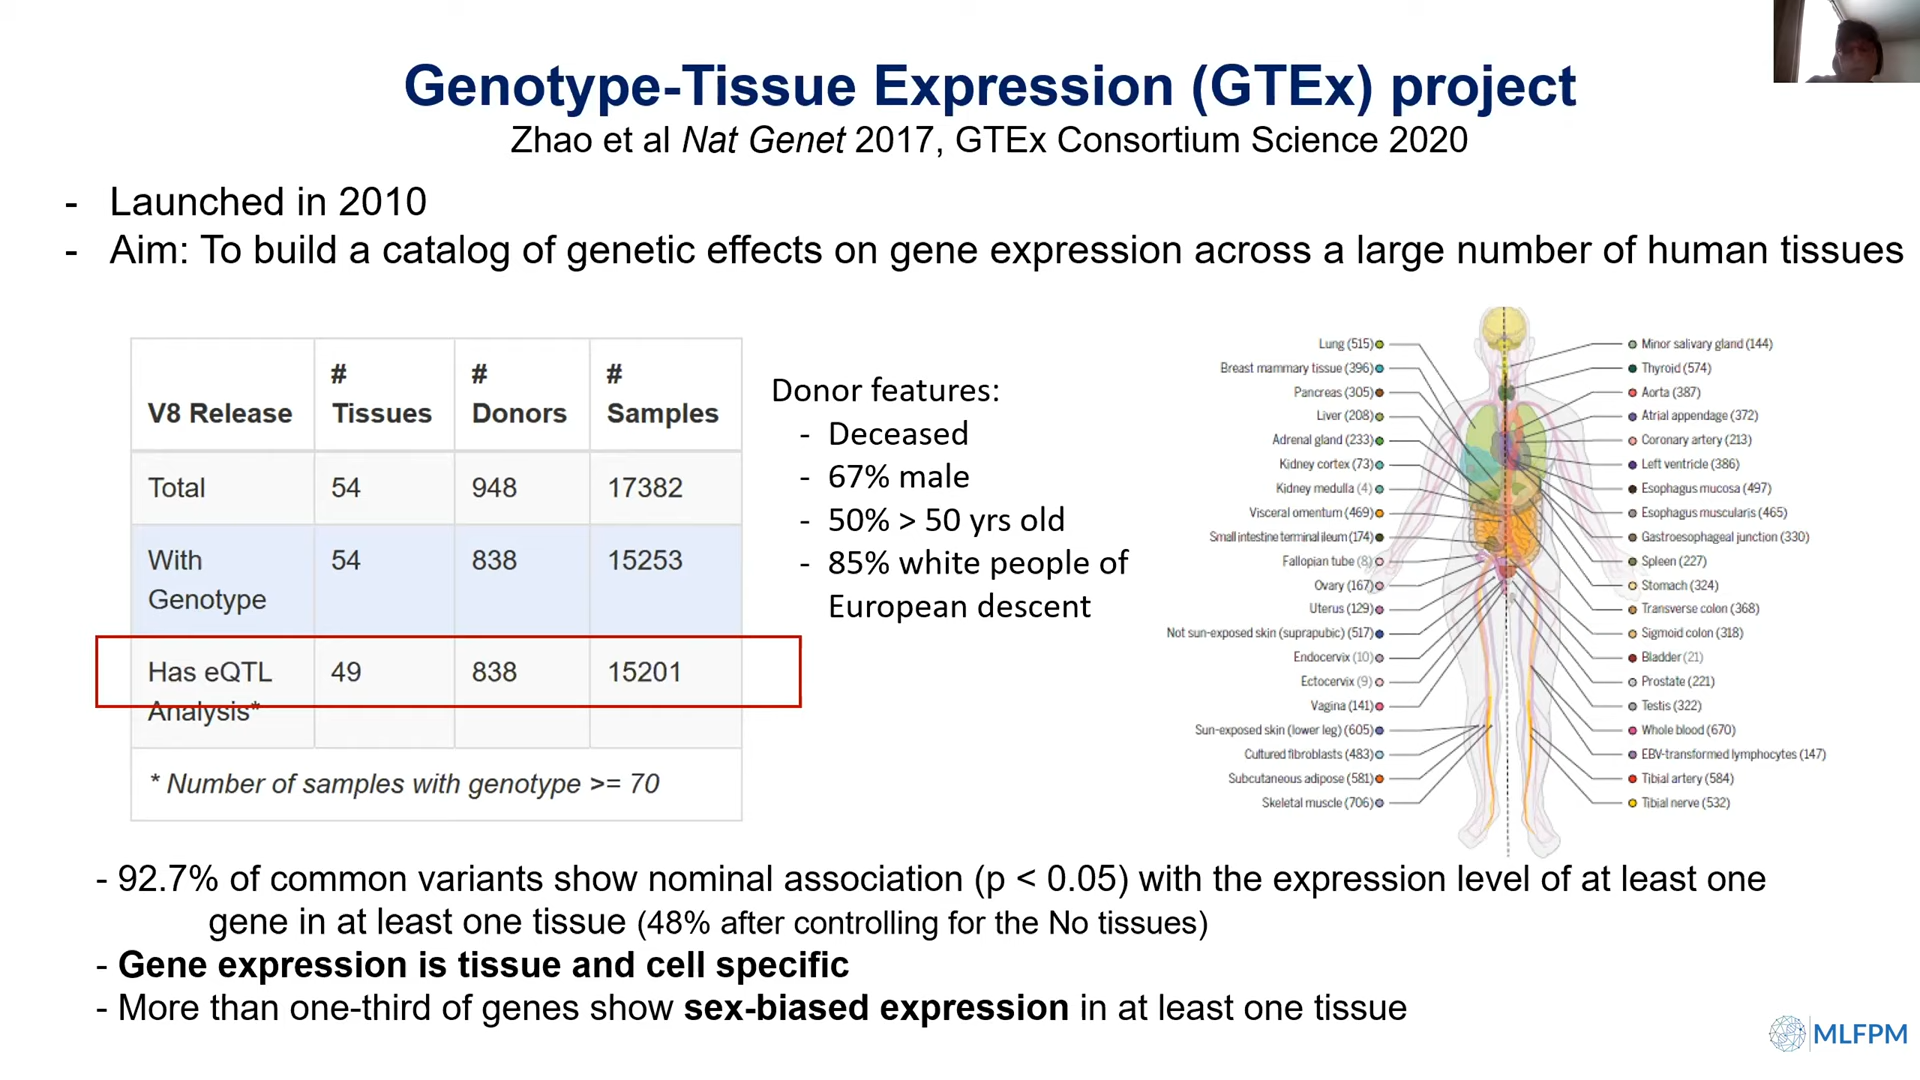 Genotype-Tissue Expression (GTEx) project
Zhao et al Nat Genet 2017, GTEx Consortium Science 2020
- Launched in 2010
- Aim: To build a catalog of genetic effects on gene expression across a large number of human tissues
V8 Release # Tissues # Donors # Samples
Total 54 948 17382
With Genotype 54 838 15253
Has eQTL Analysis* 49 838 15201
* Number of samples with genotype >= 70
Donor features:
- Deceased
- 67% male
- 50% > 50 yrs old
- 85% white people of
European descent
Lung (515)
Breast mammary tissue (396)
Pancreas (305)
Liver (208)
Adrenal gland (233)
Kidney cortex (73)
Kidney medulla (4)
Visceral omentum (469)
Small intestine terminal ileum (174)
Fallopian tube (8)
Ovary (167)
Uterus (129)
Not sun-exposed skin (suprapubic) (517)
Endocervix (10)
Ectocervix (9)
Vagina (141)
Sun-exposed skin (lower leg) (605)
Cultured fibroblasts (483)
Subcutaneous adipose (581)
Skeletal muscle (706)
Minor salivary gland (144)
Thyroid (574)
Aorta (387)
Atrial appendage (372)
Coronary artery (213)
Left ventricle (386)
Esophagus mucosa (497)
Esophagus muscularis (465)
Gastroesophageal junction (330)
Spleen (227)
Stomach (324)
Transverse colon (368)
Sigmoid colon (318)
Bladder (21)
Prostate (221)
Testis (322)
Whole blood (670)
EBV-transformed lymphocytes (147)
Tibial artery (584)
Tibial nerve (532)
- 92.7% of common variants show nominal association (p < 0.05) with the expression level of at least one
gene in at least one tissue (48% after controlling for the No tissues)
- Gene expression is tissue and cell specific
- More than one-third of genes show sex-biased expression in at least one tissue
MLFPM